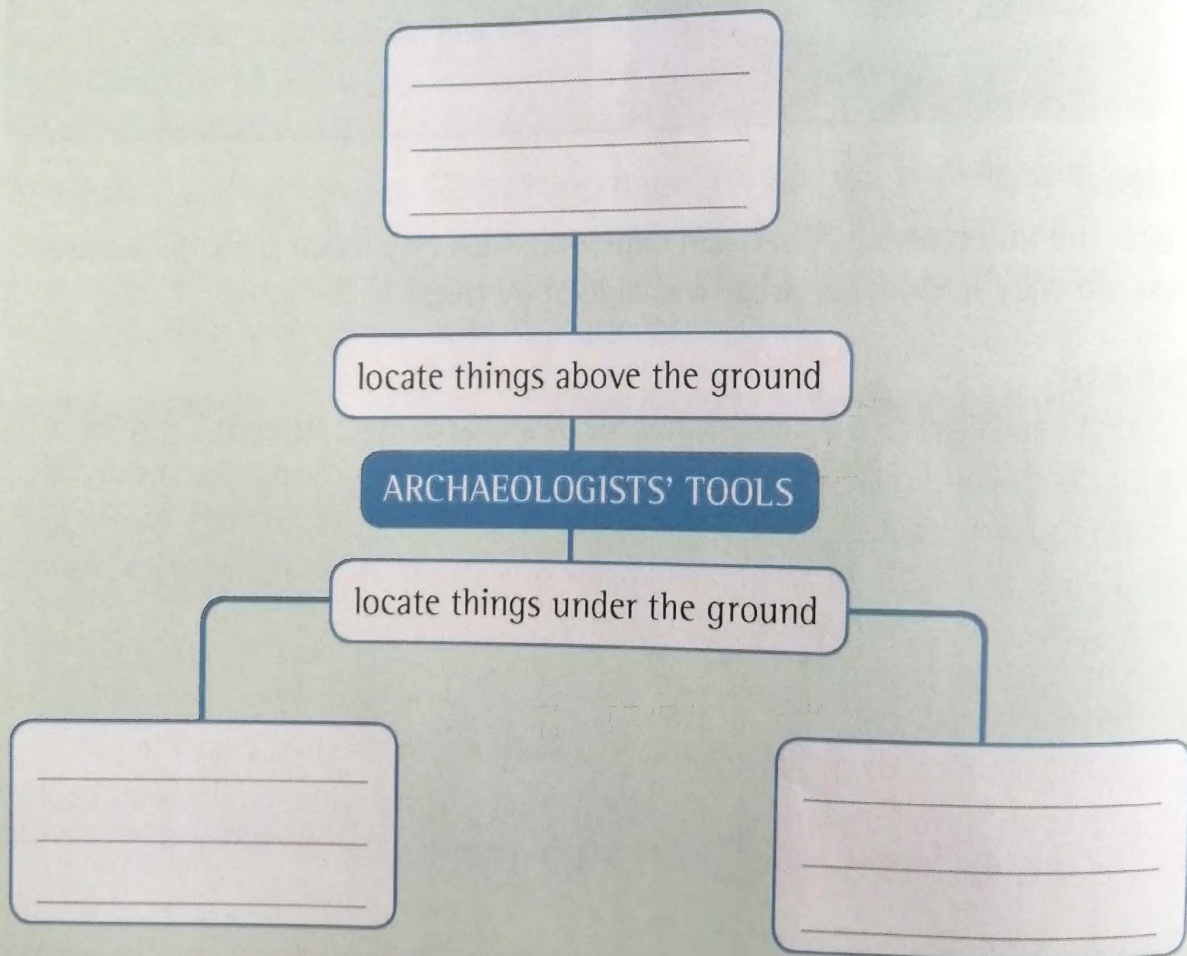 locate things above the ground
ARCHAEOLOGISTS' TOOLS
locate things under the ground